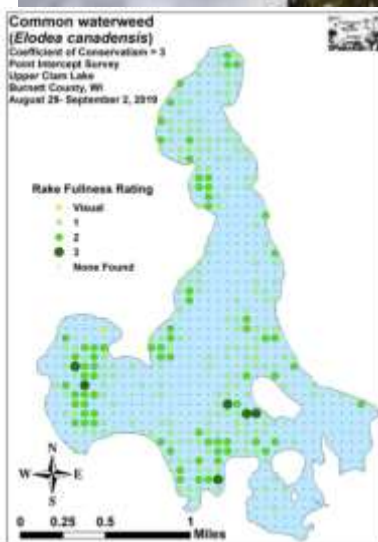 Common waterweed
(Elodea canadensis)
Coefficient of Conservatism = 3
Point Intercept Survey
Upper Clam Lake
Burnett County, WI
August 29- September 2, 2019
Rake Fullness Rating
Visual
1
2
3
None Found
N
W E
S
0 0.25 0.5 1
Miles